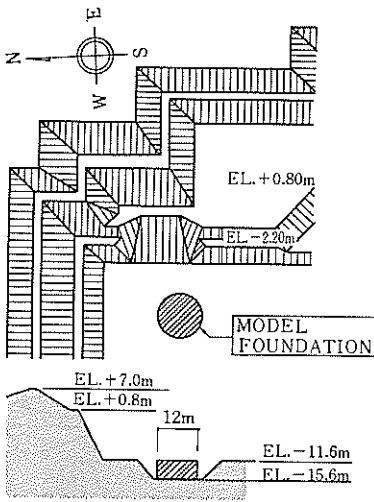 E
N
S
W
EL.+0.80m
EL-2.20m
MODEL
FOUNDATION
EL.+7.0m
EL.+0.8m
12m
EL.-11.6m
EL.-15.6m